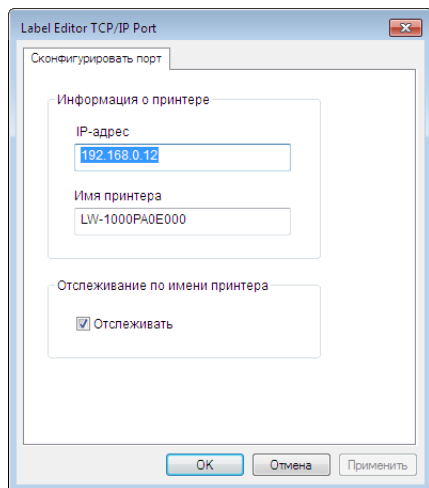 Label Editor TCP/IP Port
Сконфигурировать порт
Информация о принтере
IP-адрес
192.168.0.12
Имя принтера
LW-1000PA0E000
Отслеживание по имени принтера
Отслеживать
OK
Отмена
Применить